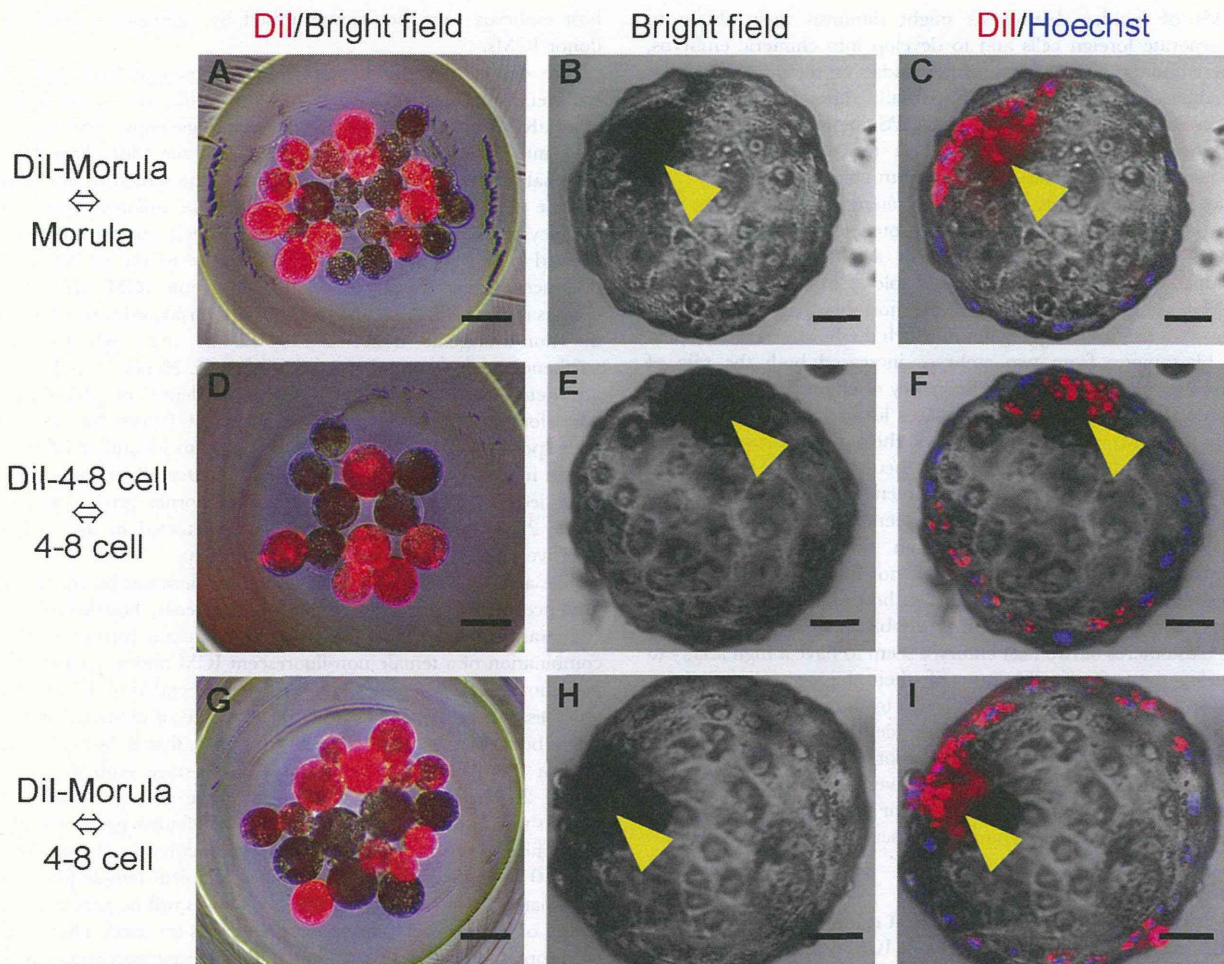 DiI/Bright field
Bright field
DiI/Hoechst
A
B
C
DiI-Morula
⇔
Morula
D
E
F
DiI-4-8 cell
⇔
4-8 cell
G
H
I
DiI-Morula
⇔
4-8 cell